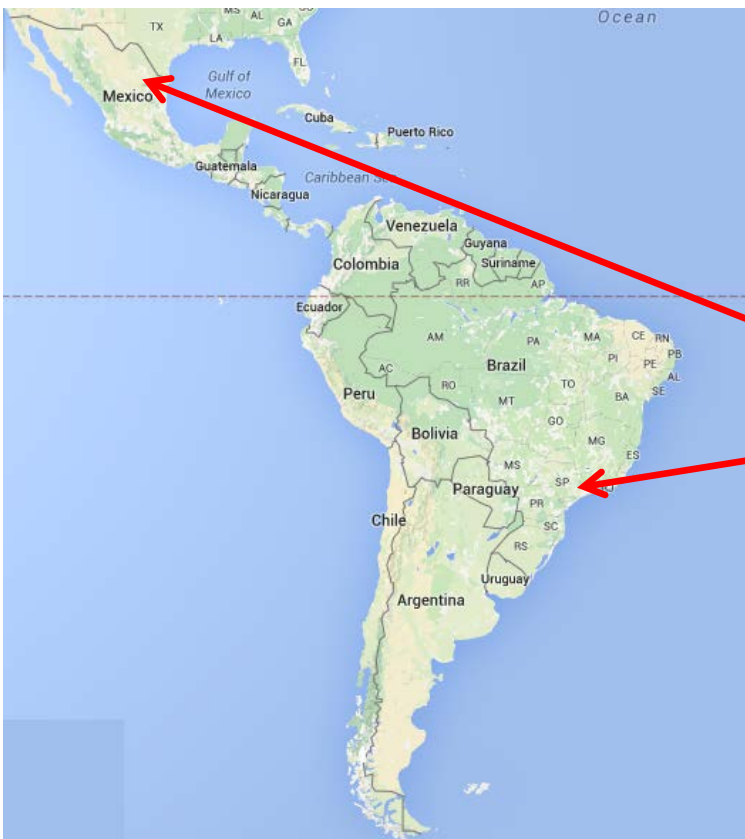 Ocean
MS
AL
GA
TX
LA
FL
Gulf of
Mexico
Mexico
Cuba
Puerto Rico
Guatemala
Caribbean Sea
Nicaragua
Venezuela
Guyana
Colombia
Suriname
RR
AP
Ecuador
AM
PA
MA
CE
RN
PB
PI
PE
AL
AC
Brazil
RO
TO
SE
BA
Peru
MT
GO
Bolivia
MG
ES
MS
SP
Paraguay
PR
Chile
SC
RS
Uruguay
Argentina